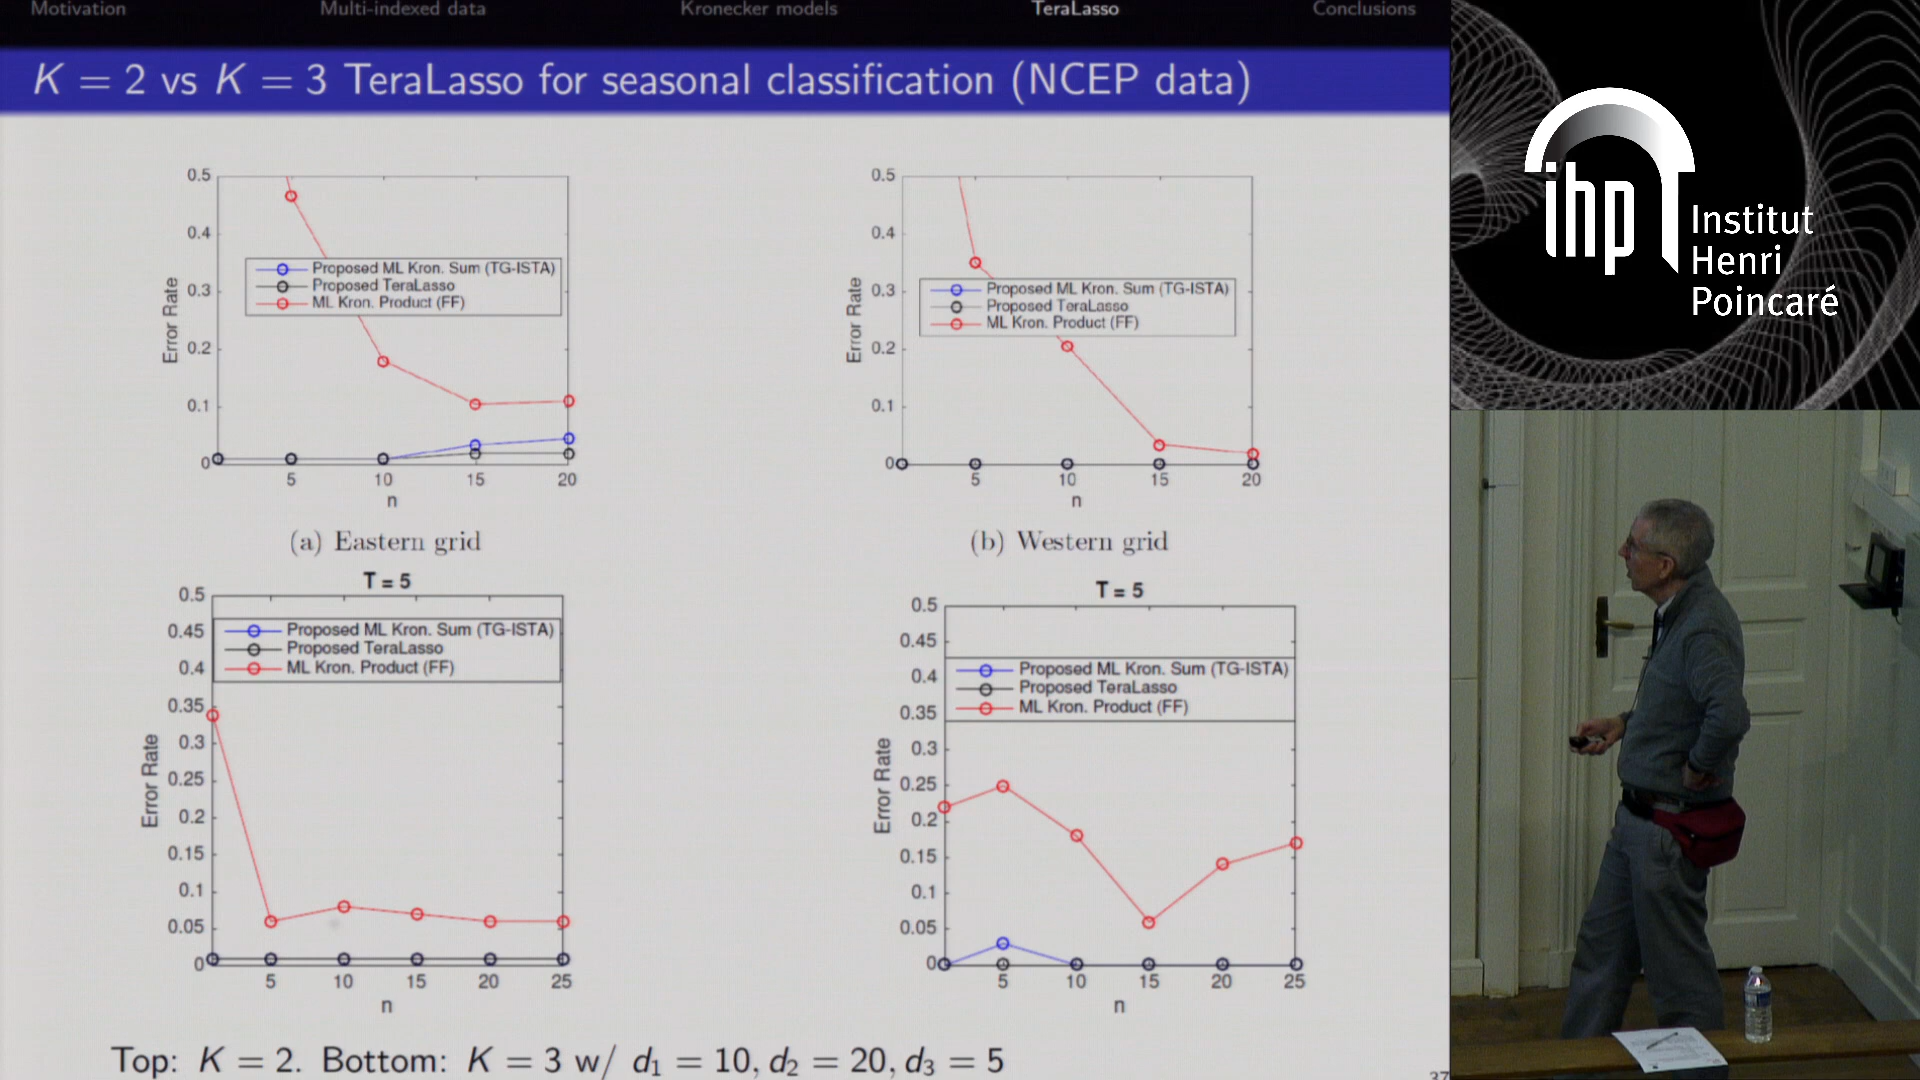 Motivation Multi-indexed data Kronecker models TeraLasso Conclusions
K = 2 vs K = 3 TeraLasso for seasonal classification (NCEP data)
0.5
0.4
0.3
0.2
0.1
0
Error Rate
Proposed ML Kron. Sum (TG-ISTA)
Proposed TeraLasso
ML Kron. Product (FF)
5 10 15 20
n
(a) Eastern grid
0.5
0.4
0.3
0.2
0.1
0
Error Rate
Proposed ML Kron. Sum (TG-ISTA)
Proposed TeraLasso
ML Kron. Product (FF)
5 10 15 20
n
(b) Western grid
T = 5
0.5
0.45
0.4
0.35
0.3
0.25
0.2
0.15
0.1
0.05
0
Error Rate
Proposed ML Kron. Sum (TG-ISTA)
Proposed TeraLasso
ML Kron. Product (FF)
5 10 15 20 25
n
T = 5
0.5
0.45
0.4
0.35
0.3
0.25
0.2
0.15
0.1
0.05
0
Error Rate
Proposed ML Kron. Sum (TG-ISTA)
Proposed TeraLasso
ML Kron. Product (FF)
5 10 15 20 25
n
Top: K = 2. Bottom: K = 3 w/ d₁ = 10, d₂ = 20, d₃ = 5
37
ihp
Institut
Henri
Poincaré